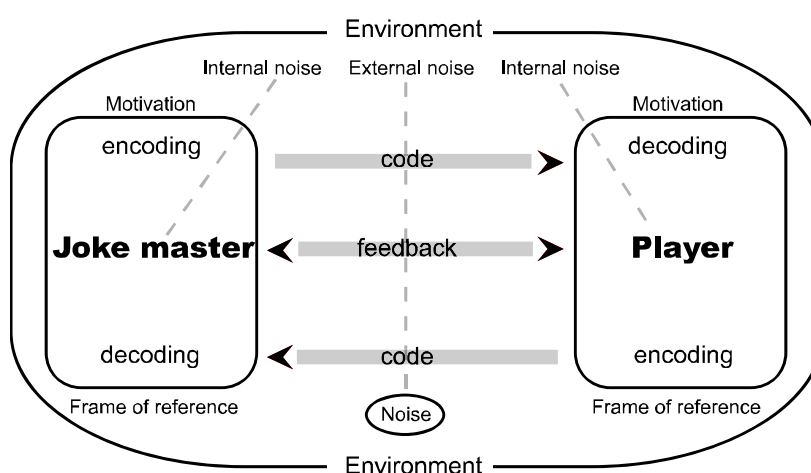 Environment
Internal noise External noise Internal noise
Motivation Motivation
encoding code decoding
Joke master feedback Player
decoding code encoding
Frame of reference Noise Frame of reference
Environment